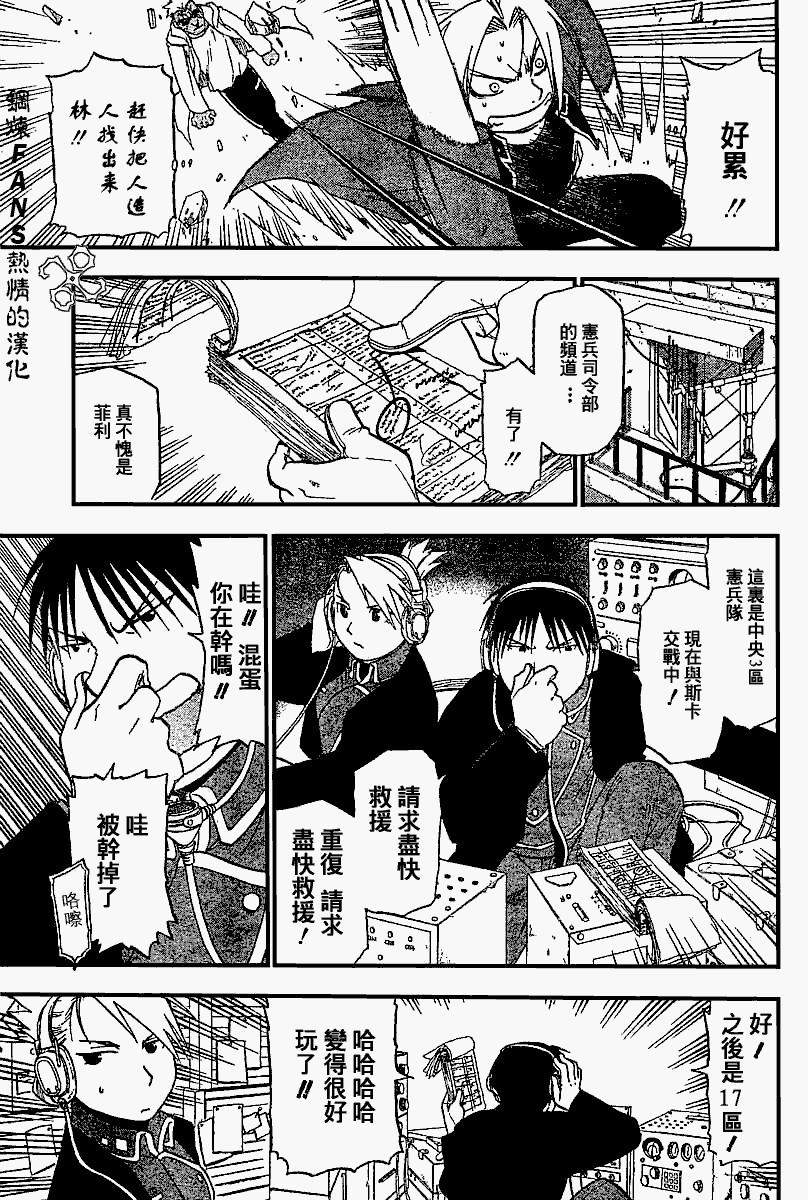 好累!!
赶快把人造
人找出来
林!!
鋼煉FANS熱情的漢化
憲兵司令部
的頻道…
有了!!
真不愧是
菲利
這裏是中央3區
憲兵隊
現在與斯卡
交戰中!
請求盡快
救援
重復 請求
盡快救援!
哇!! 混蛋
你在幹嗎!!
哇
被幹掉了
咯嚓
好!
之後是17區!
哈哈哈哈
變得很好
玩了!!